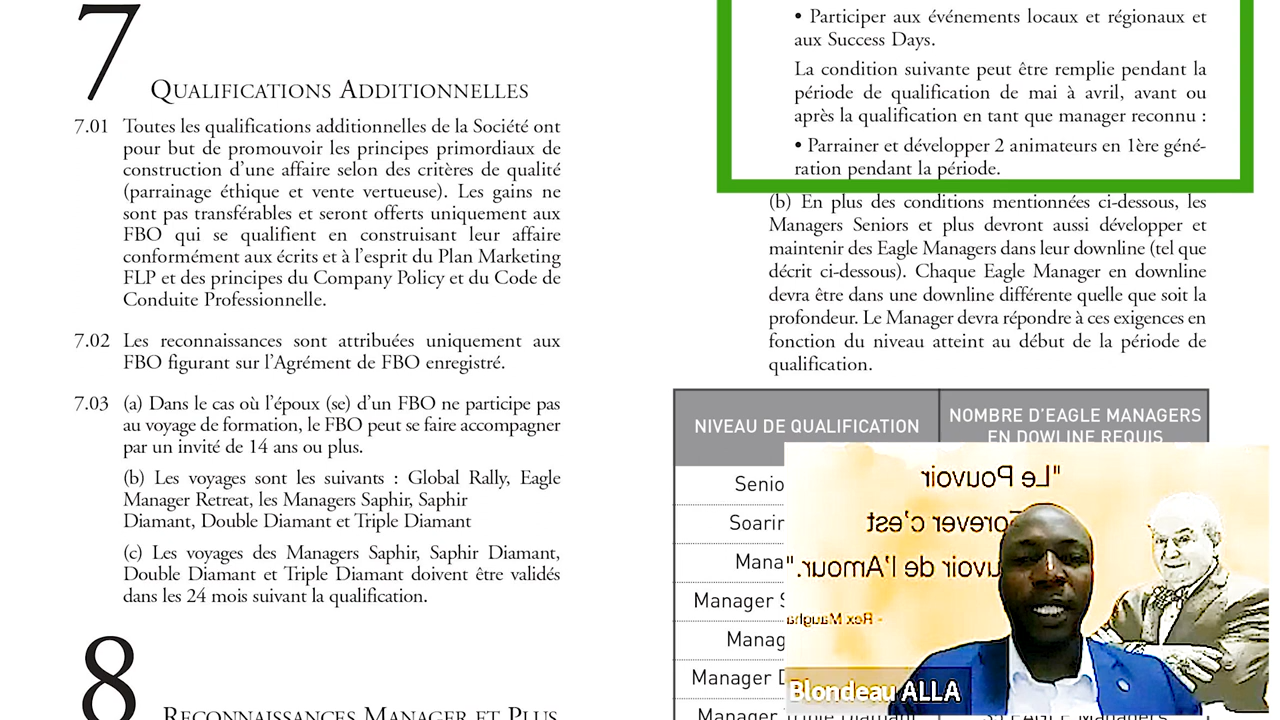 7
QUALIFICATIONS ADDITIONNELLES
7.01 Toutes les qualifications additionnelles de la Société ont
pour but de promouvoir les principes primordiaux de
construction d'une affaire selon des critères de qualité
(parrainage éthique et vente vertueuse). Les gains ne
sont pas transférables et seront offerts uniquement aux
FBO qui se qualifient en construisant leur affaire
conformément aux écrits et à l'esprit du Plan Marketing
FLP et des principes du Company Policy et du Code de
Conduite Professionnelle.
7.02 Les reconnaissances sont attribuées uniquement aux
FBO figurant sur l'Agrément de FBO enregistré.
7.03 (a) Dans le cas où l'époux (se) d'un FBO ne participe pas
au voyage de formation, le FBO peut se faire accompagner
par un invité de 14 ans ou plus.
(b) Les voyages sont les suivants : Global Rally, Eagle
Manager Retreat, les Managers Saphir, Saphir
Diamant, Double Diamant et Triple Diamant
(c) Les voyages des Managers Saphir, Saphir Diamant,
Double Diamant et Triple Diamant doivent être validés
dans les 24 mois suivant la qualification.
8
RECONNAISSANCES MANAGER ET PLUS
• Participer aux événements locaux et régionaux et
aux Success Days.
La condition suivante peut être remplie pendant la
période de qualification de mai à avril, avant ou
après la qualification en tant que manager reconnu :
• Parrainer et développer 2 animateurs en 1ère géné-
ration pendant la période.
(b) En plus des conditions mentionnées ci-dessous, les
Managers Seniors et plus devront aussi développer et
maintenir des Eagle Managers dans leur downline (tel que
décrit ci-dessous). Chaque Eagle Manager en downline
devra être dans une downline différente quelle que soit la
profondeur. Le Manager devra répondre à ces exigences en
fonction du niveau atteint au début de la période de
qualification.
NIVEAU DE QUALIFICATION
NOMBRE D'EAGLE MANAGERS
EN DOWLINE REQUIS
Senio
Soarin
Mana
Manager S
Manag
Manager D
Manager Triple Diamant
EAGLE Managers
"Le Pouvoir
Forever c'est
uvoir de l'Amour."
- Rex Maugha
Blondeau ALLA